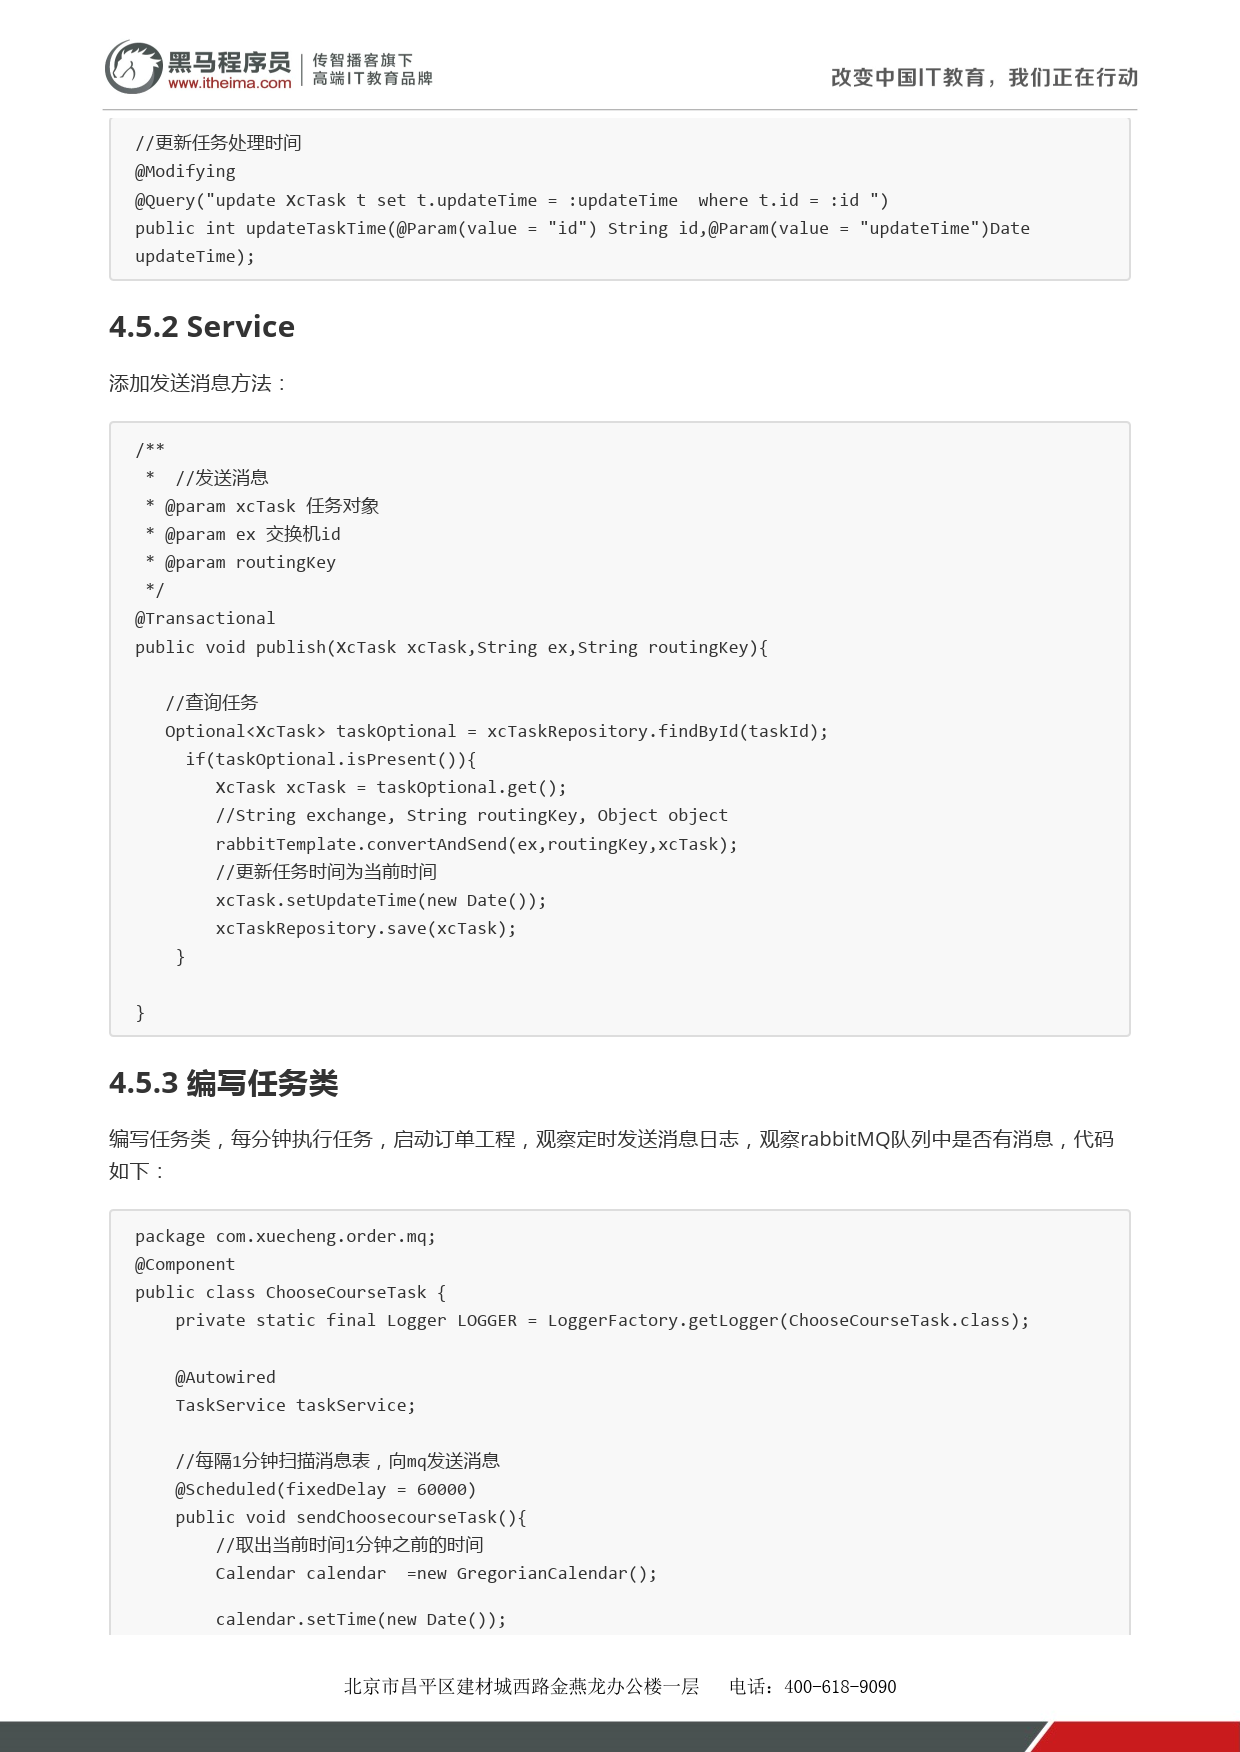 黑马程序员
www.itheima.com
传智播客旗下
高端IT教育品牌
改变中国IT教育，我们正在行动
//更新任务处理时间
@Modifying
@Query("update XcTask t set t.updateTime = :updateTime  where t.id = :id ")
public int updateTaskTime(@Param(value = "id") String id,@Param(value = "updateTime")Date
updateTime);
4.5.2 Service
添加发送消息方法：
/**
 *  //发送消息
 * @param xcTask 任务对象
 * @param ex 交换机id
 * @param routingKey
 */
@Transactional
public void publish(XcTask xcTask,String ex,String routingKey){
   //查询任务
   Optional<XcTask> taskOptional = xcTaskRepository.findById(taskId);
     if(taskOptional.isPresent()){
        XcTask xcTask = taskOptional.get();
        //String exchange, String routingKey, Object object
        rabbitTemplate.convertAndSend(ex,routingKey,xcTask);
        //更新任务时间为当前时间
        xcTask.setUpdateTime(new Date());
        xcTaskRepository.save(xcTask);
    }
}
4.5.3 编写任务类
编写任务类，每分钟执行任务，启动订单工程，观察定时发送消息日志，观察rabbitMQ队列中是否有消息，代码
如下：
package com.xuecheng.order.mq;
@Component
public class ChooseCourseTask {
    private static final Logger LOGGER = LoggerFactory.getLogger(ChooseCourseTask.class);
    @Autowired
    TaskService taskService;
    //每隔1分钟扫描消息表，向mq发送消息
    @Scheduled(fixedDelay = 60000)
    public void sendChoosecourseTask(){
        //取出当前时间1分钟之前的时间
        Calendar calendar  =new GregorianCalendar();
        calendar.setTime(new Date());
北京市昌平区建材城西路金燕龙办公楼一层    电话：400-618-9090